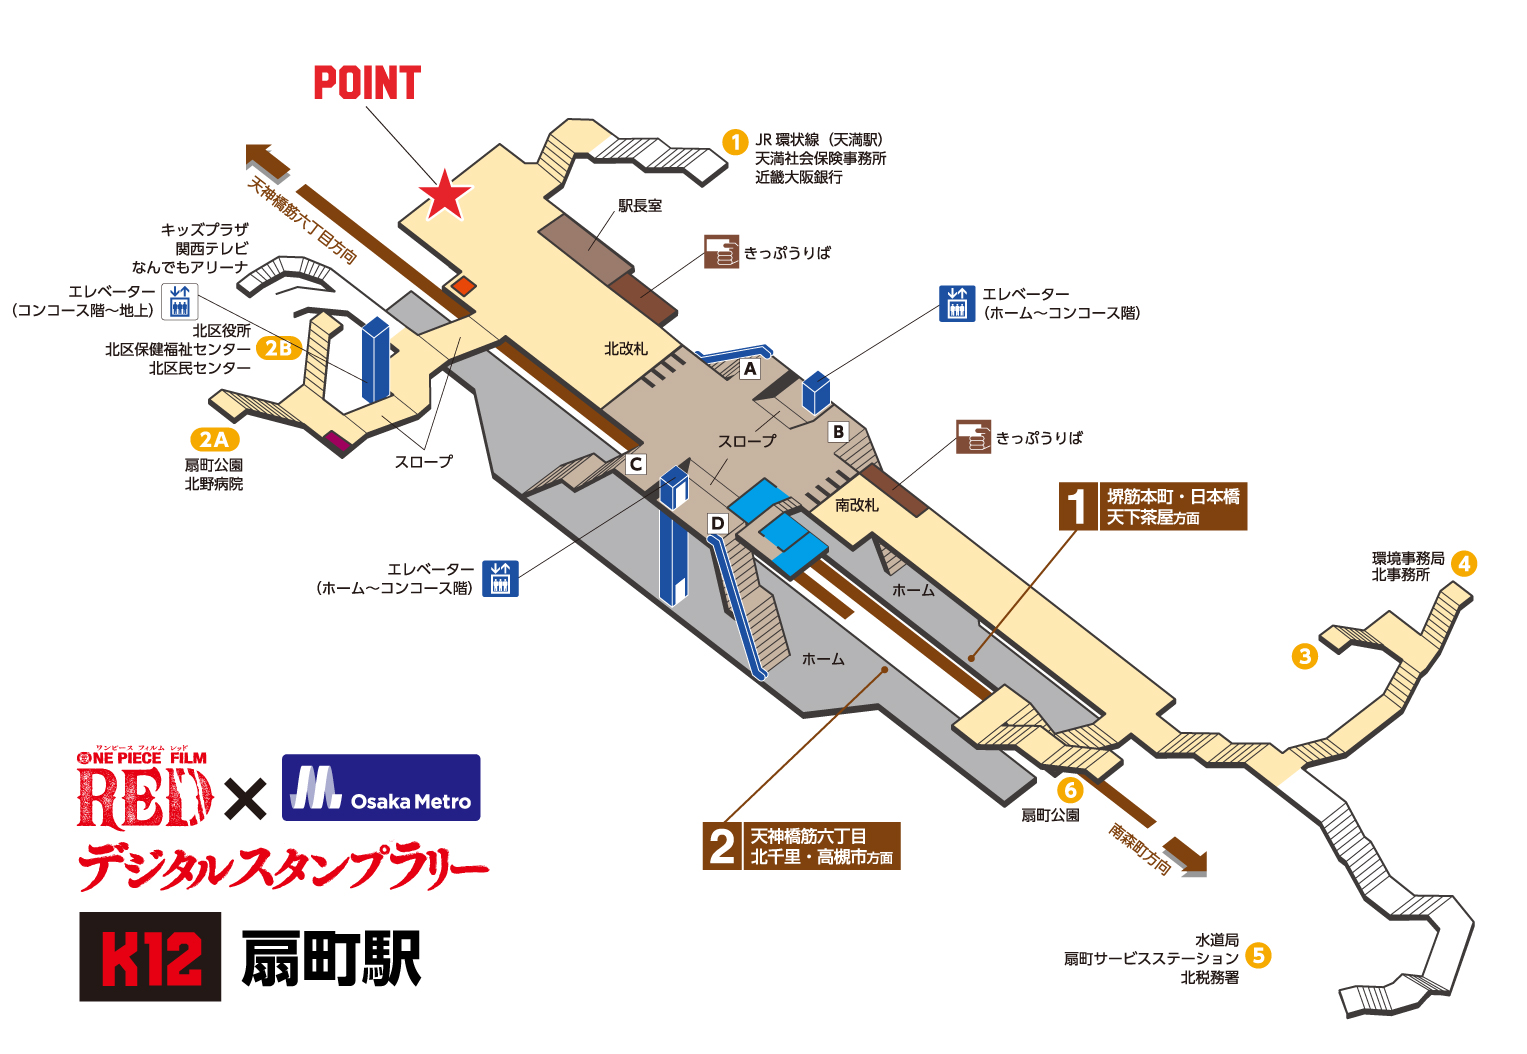 POINT
1
JR 環状線（天満駅）
天満社会保険事務所
近畿大阪銀行
天神橋筋六丁目方向
駅長室
きっぷうりば
キッズプラザ
関西テレビ
なんでもアリーナ
エレベーター
（コンコース階～地上）
エレベーター
（ホーム～コンコース階）
北区役所
北区保健福祉センター
北区民センター
2B
北改札
A
2A
扇町公園
北野病院
スロープ
スロープ
B
きっぷうりば
C
南改札
D
1
堺筋本町・日本橋
天下茶屋方面
エレベーター
（ホーム～コンコース階）
ホーム
環境事務局
北事務所
4
3
ホーム
6
扇町公園
2
天神橋筋六丁目
北千里・高槻市方面
南森町方向
ワンピース フィルム レッド
ONE PIECE FILM
RED
×
Osaka Metro
デジタルスタンプラリー
K12
扇町駅
水道局
扇町サービスステーション
北税務署
5